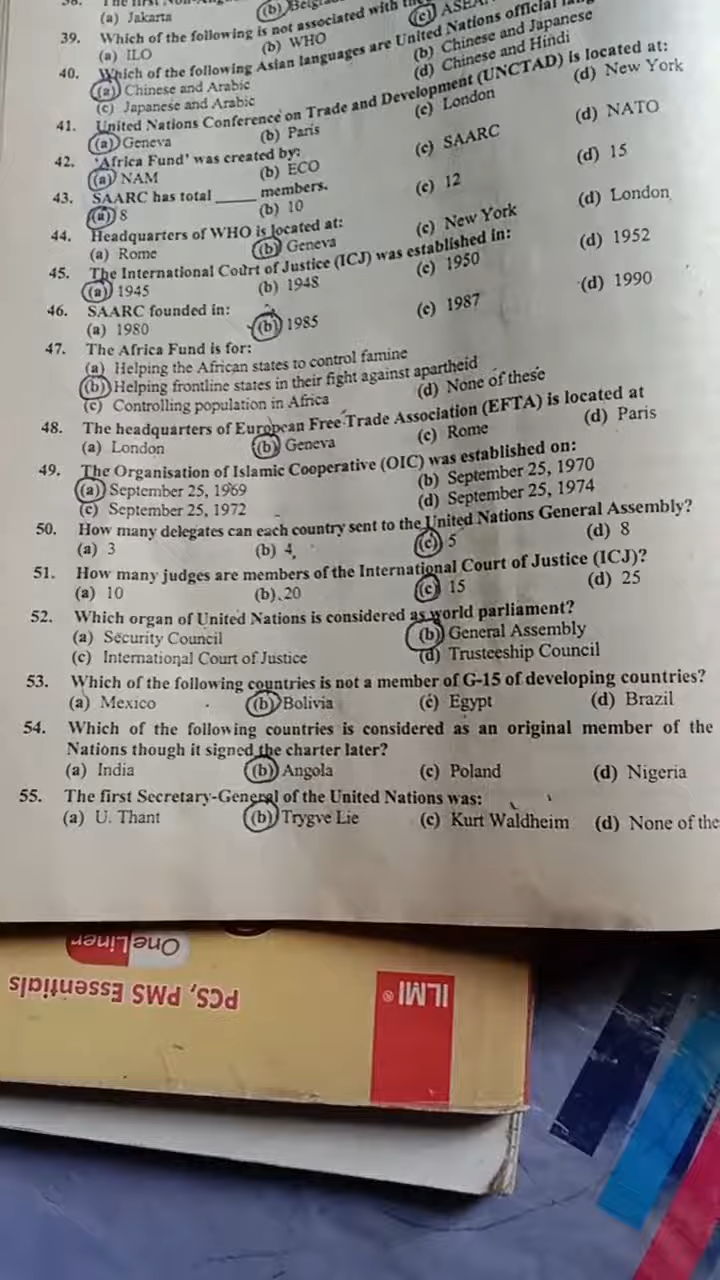 (a) Jakarta
39. Which of the following is not associated with
(a) ILO (b) WHO (c)
40. Which of the following Asian languages are United Nations official
(a) Chinese and Arabic (b) Chinese and Japanese
(c) Japanese and Arabic (d) Chinese and Hindi
41. United Nations Conference on Trade and Development (UNCTAD) is located at:
(a) Geneva (b) Paris (c) London (d) New York
42. 'Africa Fund' was created by:
(a) NAM (b) ECO (c) SAARC (d) NATO
43. SAARC has total ____ members.
(a) 8 (b) 10 (c) 12 (d) 15
44. Headquarters of WHO is located at:
(a) Rome (b) Geneva (c) New York (d) London
45. The International Court of Justice (ICJ) was established in:
(a) 1945 (b) 1948 (c) 1950 (d) 1952
46. SAARC founded in:
(a) 1980 (b) 1985 (c) 1987 (d) 1990
47. The Africa Fund is for:
(a) Helping the African states to control famine
(b) Helping frontline states in their fight against apartheid
(c) Controlling population in Africa (d) None of these
48. The headquarters of European Free Trade Association (EFTA) is located at
(a) London (b) Geneva (c) Rome (d) Paris
49. The Organisation of Islamic Cooperative (OIC) was established on:
(a) September 25, 1969 (b) September 25, 1970
(c) September 25, 1972 (d) September 25, 1974
50. How many delegates can each country sent to the United Nations General Assembly?
(a) 3 (b) 4 (c) 5 (d) 8
51. How many judges are members of the International Court of Justice (ICJ)?
(a) 10 (b) 20 (c) 15 (d) 25
52. Which organ of United Nations is considered as world parliament?
(a) Security Council (b) General Assembly
(c) International Court of Justice (d) Trusteeship Council
53. Which of the following countries is not a member of G-15 of developing countries?
(a) Mexico (b) Bolivia (c) Egypt (d) Brazil
54. Which of the following countries is considered as an original member of the
Nations though it signed the charter later?
(a) India (b) Angola (c) Poland (d) Nigeria
55. The first Secretary-General of the United Nations was:
(a) U. Thant (b) Trygve Lie (c) Kurt Waldheim (d) None of the
One Liner
PCS, PMS Essentials
ILMI®